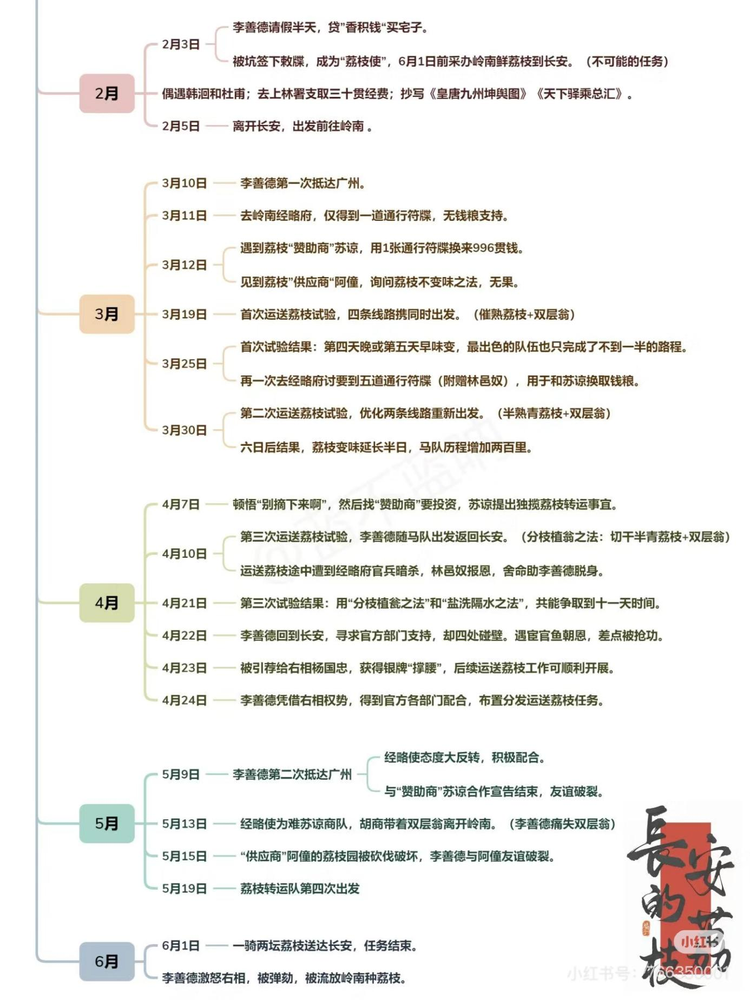 2月
2月3日
李善德请假半天，贷”香积钱“买宅子。
被坑签下敕牒，成为“荔枝使”，6月1日前采办岭南鲜荔枝到长安。（不可能的任务）
偶遇韩洄和杜甫；去上林署支取三十贯经费；抄写《皇唐九州坤舆图》《天下驿乘总汇》。
2月5日
离开长安，出发前往岭南 。
3月
3月10日
李善德第一次抵达广州。
3月11日
去岭南经略府，仅得到一道通行符牒，无钱粮支持。
3月12日
遇到荔枝“赞助商”苏谅，用1张通行符牒换来996贯钱。
见到荔枝”供应商“阿僮，询问荔枝不变味之法，无果。
3月19日
首次运送荔枝试验，四条线路携同时出发。（催熟荔枝+双层翁）
3月25日
首次试验结果：第四天晚或第五天早味变，最出色的队伍也只完成了不到一半的路程。
再一次去经略府讨要到五道通行符牒（附赠林邑奴），用于和苏谅换取钱粮。
3月30日
第二次运送荔枝试验，优化两条线路重新出发。（半熟青荔枝+双层翁）
六日后结果，荔枝变味延长半日，马队历程增加两百里。
4月
4月7日
顿悟“别摘下来啊”，然后找“赞助商”要投资，苏谅提出独揽荔枝转运事宜。
4月10日
第三次运送荔枝试验，李善德随马队出发返回长安。（分枝植翁之法：切干半青荔枝+双层翁）
运送荔枝途中遭到经略府官兵暗杀，林邑奴报恩，舍命助李善德脱身。
4月21日
第三次试验结果：用“分枝植瓮之法”和“盐洗隔水之法”，共能争取到十一天时间。
4月22日
李善德回到长安，寻求官方部门支持，却四处碰壁。遇宦官鱼朝恩，差点被抢功。
4月23日
被引荐给右相杨国忠，获得银牌“撑腰”，后续运送荔枝工作可顺利开展。
4月24日
李善德凭借右相权势，得到官方各部门配合，布置分发运送荔枝任务。
5月
5月9日
李善德第二次抵达广州
经略使态度大反转，积极配合。
与“赞助商”苏谅合作宣告结束，友谊破裂。
5月13日
经略使为难苏谅商队，胡商带着双层翁离开岭南。（李善德痛失双层翁）
5月15日
“供应商”阿僮的荔枝园被砍伐破坏，李善德与阿僮友谊破裂。
5月19日
荔枝转运队第四次出发
6月
6月1日
一骑两坛荔枝送达长安，任务结束。
李善德激怒右相，被弹劾，被流放岭南种荔枝。
長安的荔枝
小红书
小红书号：
@蓝不蓝呐